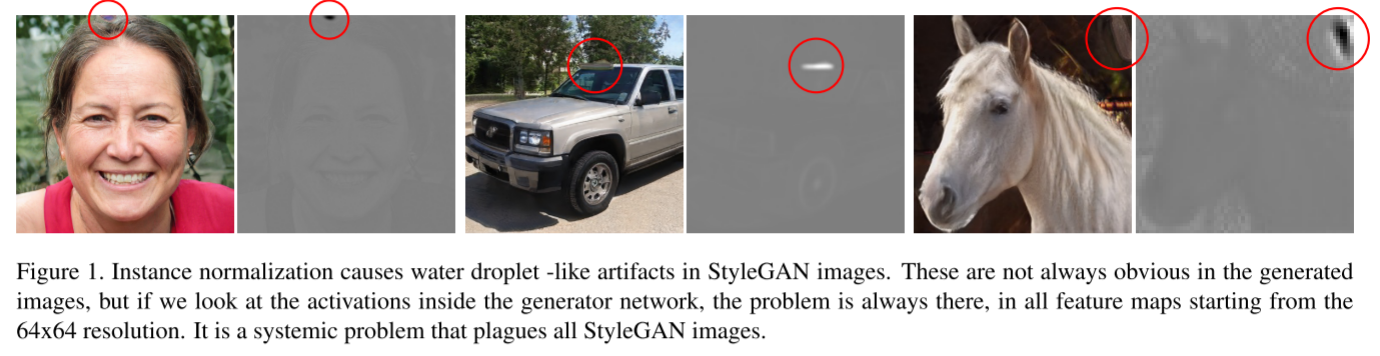 Figure 1. Instance normalization causes water droplet -like artifacts in StyleGAN images. These are not always obvious in the generated
images, but if we look at the activations inside the generator network, the problem is always there, in all feature maps starting from the
64x64 resolution. It is a systemic problem that plagues all StyleGAN images.